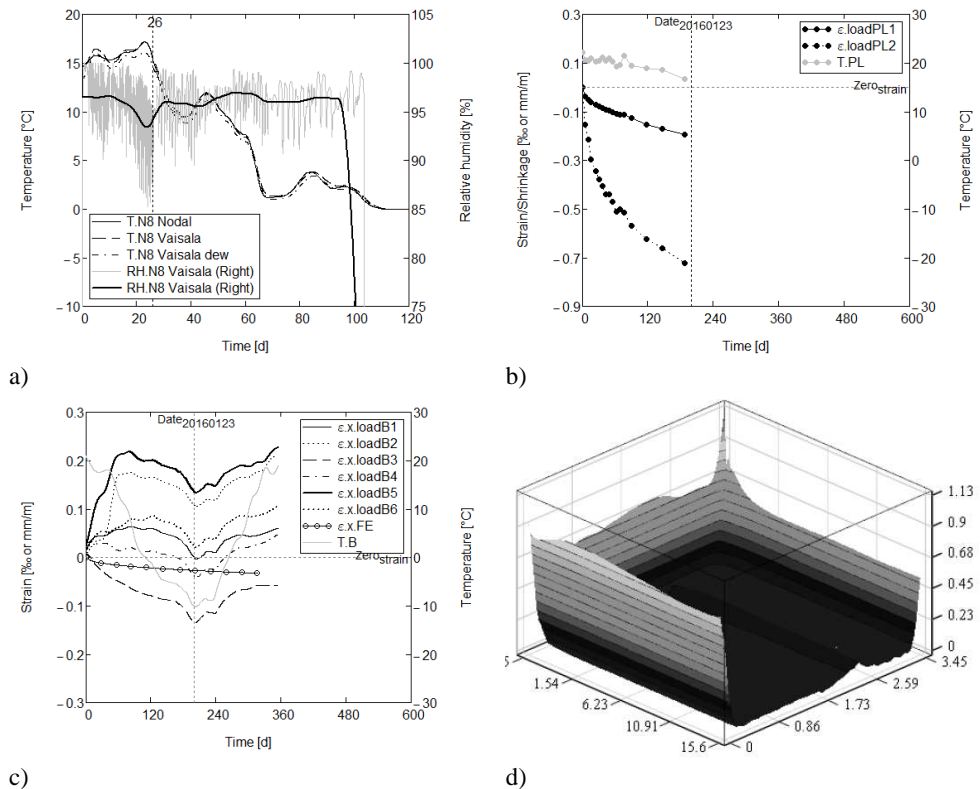 26
20
15
10
5
0
−5
−10
105
100
95
90
85
80
75
0
20
40
60
80
100
120
Temperature [°C]
Relative humidity [%]
Time [d]
T.N8 Nodal
T.N8 Vaisala
T.N8 Vaisala dew
RH.N8 Vaisala (Right)
RH.N8 Vaisala (Right)
a)
Date20160123
0.3
0
−0.1
−0.3
−0.5
−0.7
−0.9
30
20
10
0
−10
−20
−30
0
120
240
360
480
600
Strain/Shrinkage [‰ or mm/m]
Temperature [°C]
Time [d]
ε.loadPL1
ε.loadPL2
T.PL
Zerostrain
b)
Date20160123
0.3
0.2
0.1
0
−0.1
−0.2
−0.3
30
20
10
0
−10
−20
−30
0
120
240
360
480
600
Strain [‰ or mm/m]
Temperature [°C]
Time [d]
ε.x.loadB1
ε.x.loadB2
ε.x.loadB3
ε.x.loadB4
ε.x.loadB5
ε.x.loadB6
ε.x.FE
T.B
Zerostrain
c)
1.13
0.9
0.68
0.45
0.23
0
3.45
2.59
1.73
0.86
0
1.54
6.23
10.91
15.6
d)